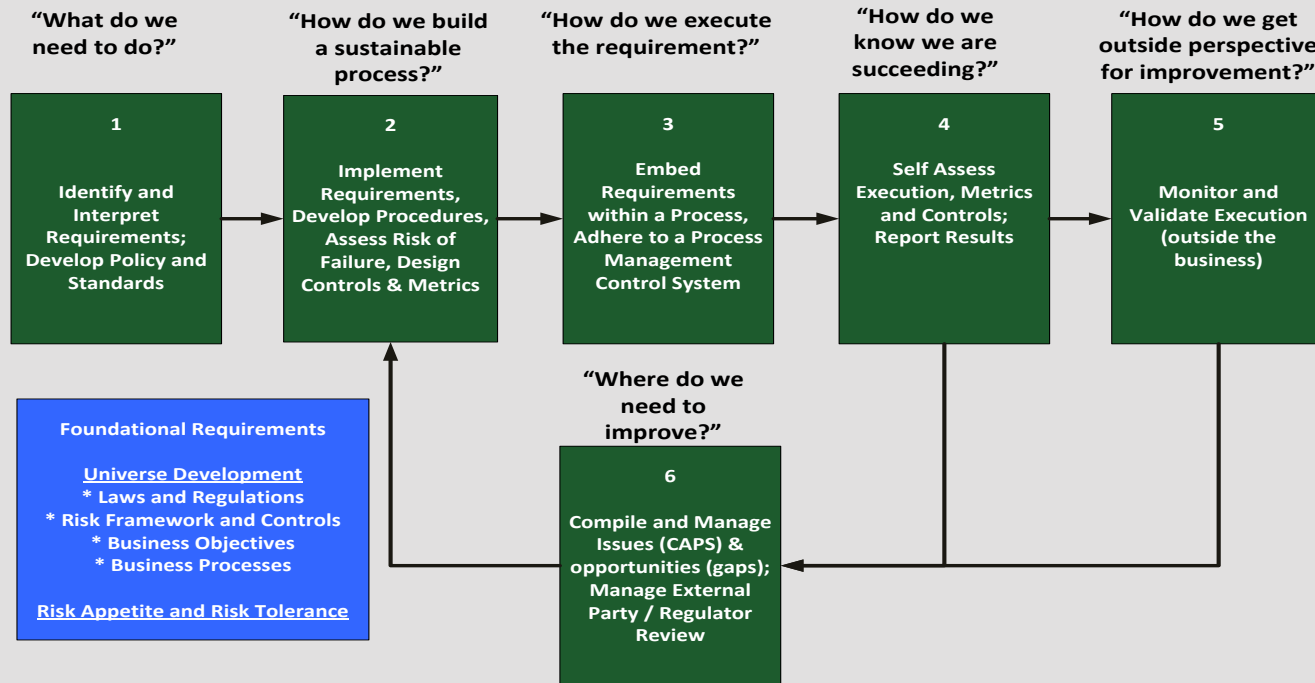 “What do we
need to do?”
“How do we build
a sustainable
process?”
“How do we execute
the requirement?”
“How do we
know we are
succeeding?”
“How do we get
outside perspective
for improvement?”
1
Identify and
Interpret
Requirements;
Develop Policy and
Standards
2
Implement
Requirements,
Develop Procedures,
Assess Risk of
Failure, Design
Controls & Metrics
3
Embed
Requirements
within a Process,
Adhere to a Process
Management
Control System
4
Self Assess
Execution, Metrics
and Controls;
Report Results
5
Monitor and
Validate Execution
(outside the
business)
Foundational Requirements
Universe Development
* Laws and Regulations
* Risk Framework and Controls
* Business Objectives
* Business Processes
Risk Appetite and Risk Tolerance
“Where do we
need to
improve?”
6
Compile and Manage
Issues (CAPS) &
opportunities (gaps);
Manage External
Party / Regulator
Review